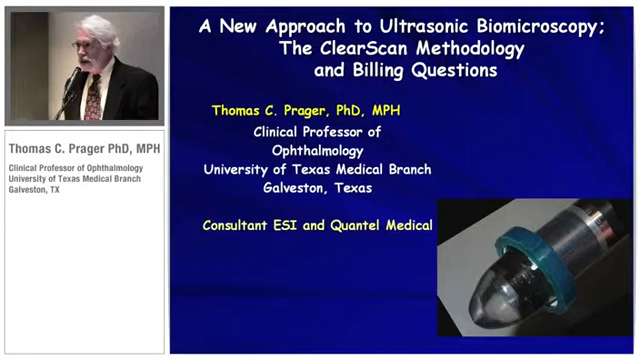 A New Approach to Ultrasonic Biomicroscopy;
The ClearScan Methodology
and Billing Questions
Thomas C. Prager, PhD, MPH
Clinical Professor of
Ophthalmology
University of Texas Medical Branch
Galveston, Texas
Consultant ESI and Quantel Medical
Thomas C. Prager PhD, MPH
Clinical Professor of Ophthalmology
University of Texas Medical Branch
Galveston, TX